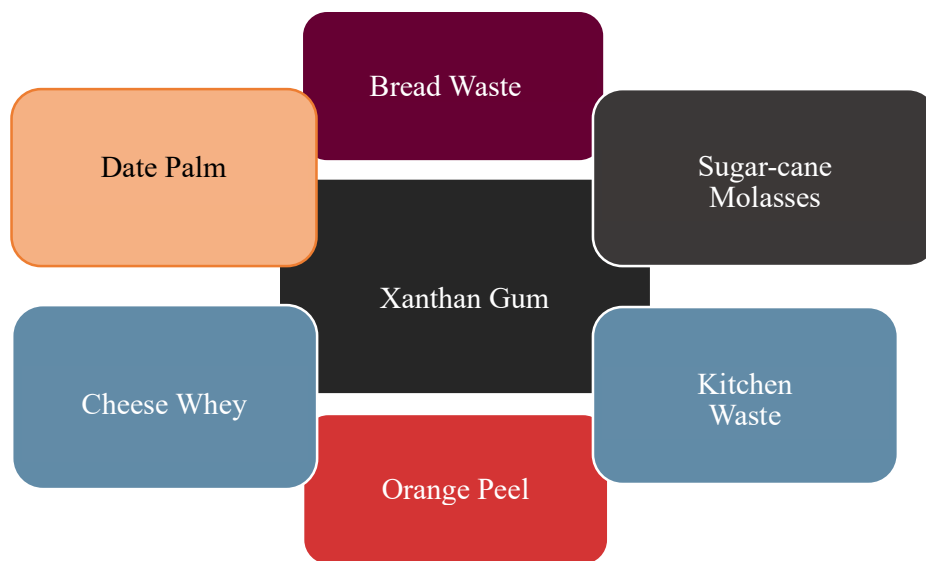 Bread Waste
Date Palm
Sugar-cane
Molasses
Xanthan Gum
Cheese Whey
Kitchen
Waste
Orange Peel